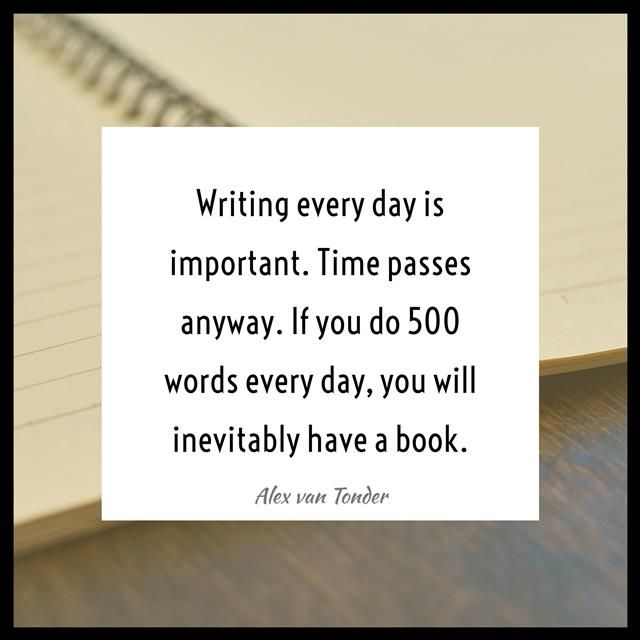 Writing every day is
important. Time passes
anyway. If you do 500
words every day, you will
inevitably have a book.
Alex van Tonder